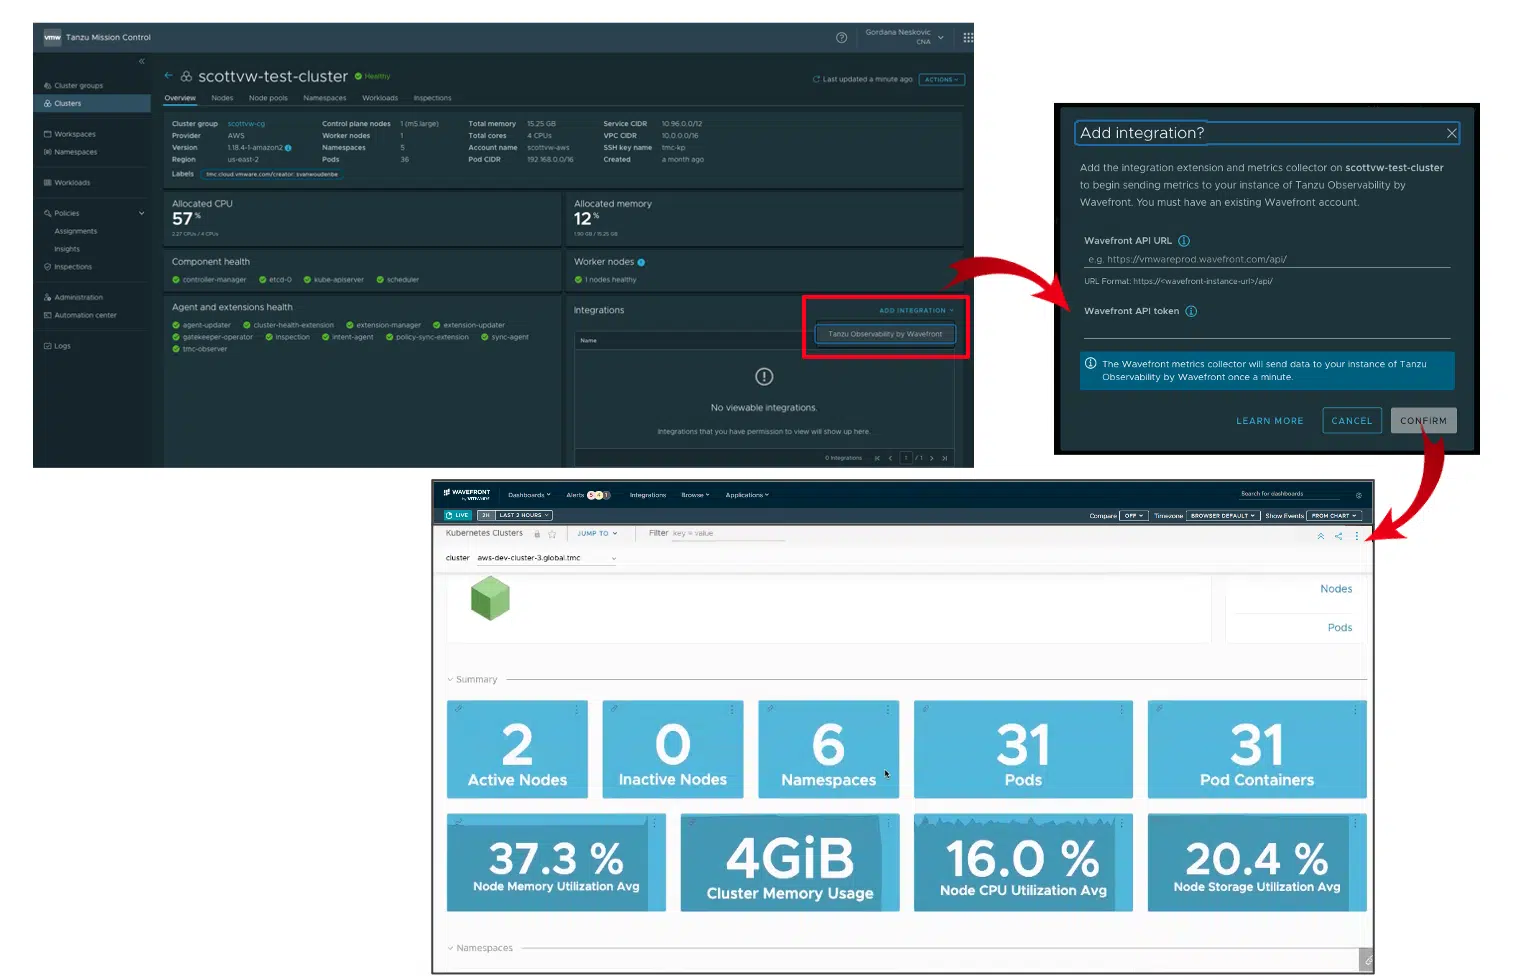 vmw Tanzu Mission Control
Gordana Neskovic
CNA
Cluster groups
Clusters
Workspaces
Namespaces
Workloads
Policies
Assignments
Insights
Inspections
Administration
Automation center
Logs
scottvw-test-cluster Healthy
Last updated a minute ago ACTIONS
Overview Nodes Node pools Namespaces Workloads Inspections
Cluster group scottvw-cg Control plane nodes 1 (m5.large) Total memory 15.25 GB Service CIDR 10.96.0.0/12
Provider AWS Worker nodes 1 Total cores 4 CPUs VPC CIDR 10.0.0.0/16
Version 1.18.4-1-amazon2 Namespaces 5 Account name scottvw-aws SSH key name tmc-kp
Region us-east-2 Pods 36 Pod CIDR 192.168.0.0/16 Created a month ago
Labels tmc.cloud.vmware.com/creator: svanwoudenbe
Allocated CPU
57%
2.27 CPUs / 4 CPUs
Allocated memory
12%
1.90 GB / 15.25 GB
Component health
controller-manager etcd-0 kube-apiserver scheduler
Worker nodes
1 nodes healthy
Agent and extensions health
agent-updater cluster-health-extension extension-manager extension-updater
gatekeeper-operator inspection intent-agent policy-sync-extension sync-agent
tmc-observer
Integrations
ADD INTEGRATION
Tanzu Observability by Wavefront
Name
No viewable integrations.
Integrations that you have permission to view will show up here.
0 integrations 1 / 1
Add integration?
Add the integration extension and metrics collector on scottvw-test-cluster
to begin sending metrics to your instance of Tanzu Observability by
Wavefront. You must have an existing Wavefront account.
Wavefront API URL
e.g. https://vmwareprod.wavefront.com/api/
URL Format: https://<wavefront-instance-url>/api/
Wavefront API token
The Wavefront metrics collector will send data to your instance of Tanzu
Observability by Wavefront once a minute.
LEARN MORE CANCEL CONFIRM
WAVEFRONT
by VMWARE
Dashboards Alerts 5 4 1 Integrations Browse Applications
Search for dashboards
LIVE 2H LAST 2 HOURS
Compare OFF Timezone BROWSER DEFAULT Show Events FROM CHART
Kubernetes Clusters JUMP TO Filter key = value
cluster aws-dev-cluster-3.global.tmc
Nodes
Pods
Summary
2
Active Nodes
0
Inactive Nodes
6
Namespaces
31
Pods
31
Pod Containers
37.3 %
Node Memory Utilization Avg
4GiB
Cluster Memory Usage
16.0 %
Node CPU Utilization Avg
20.4 %
Node Storage Utilization Avg
Namespaces